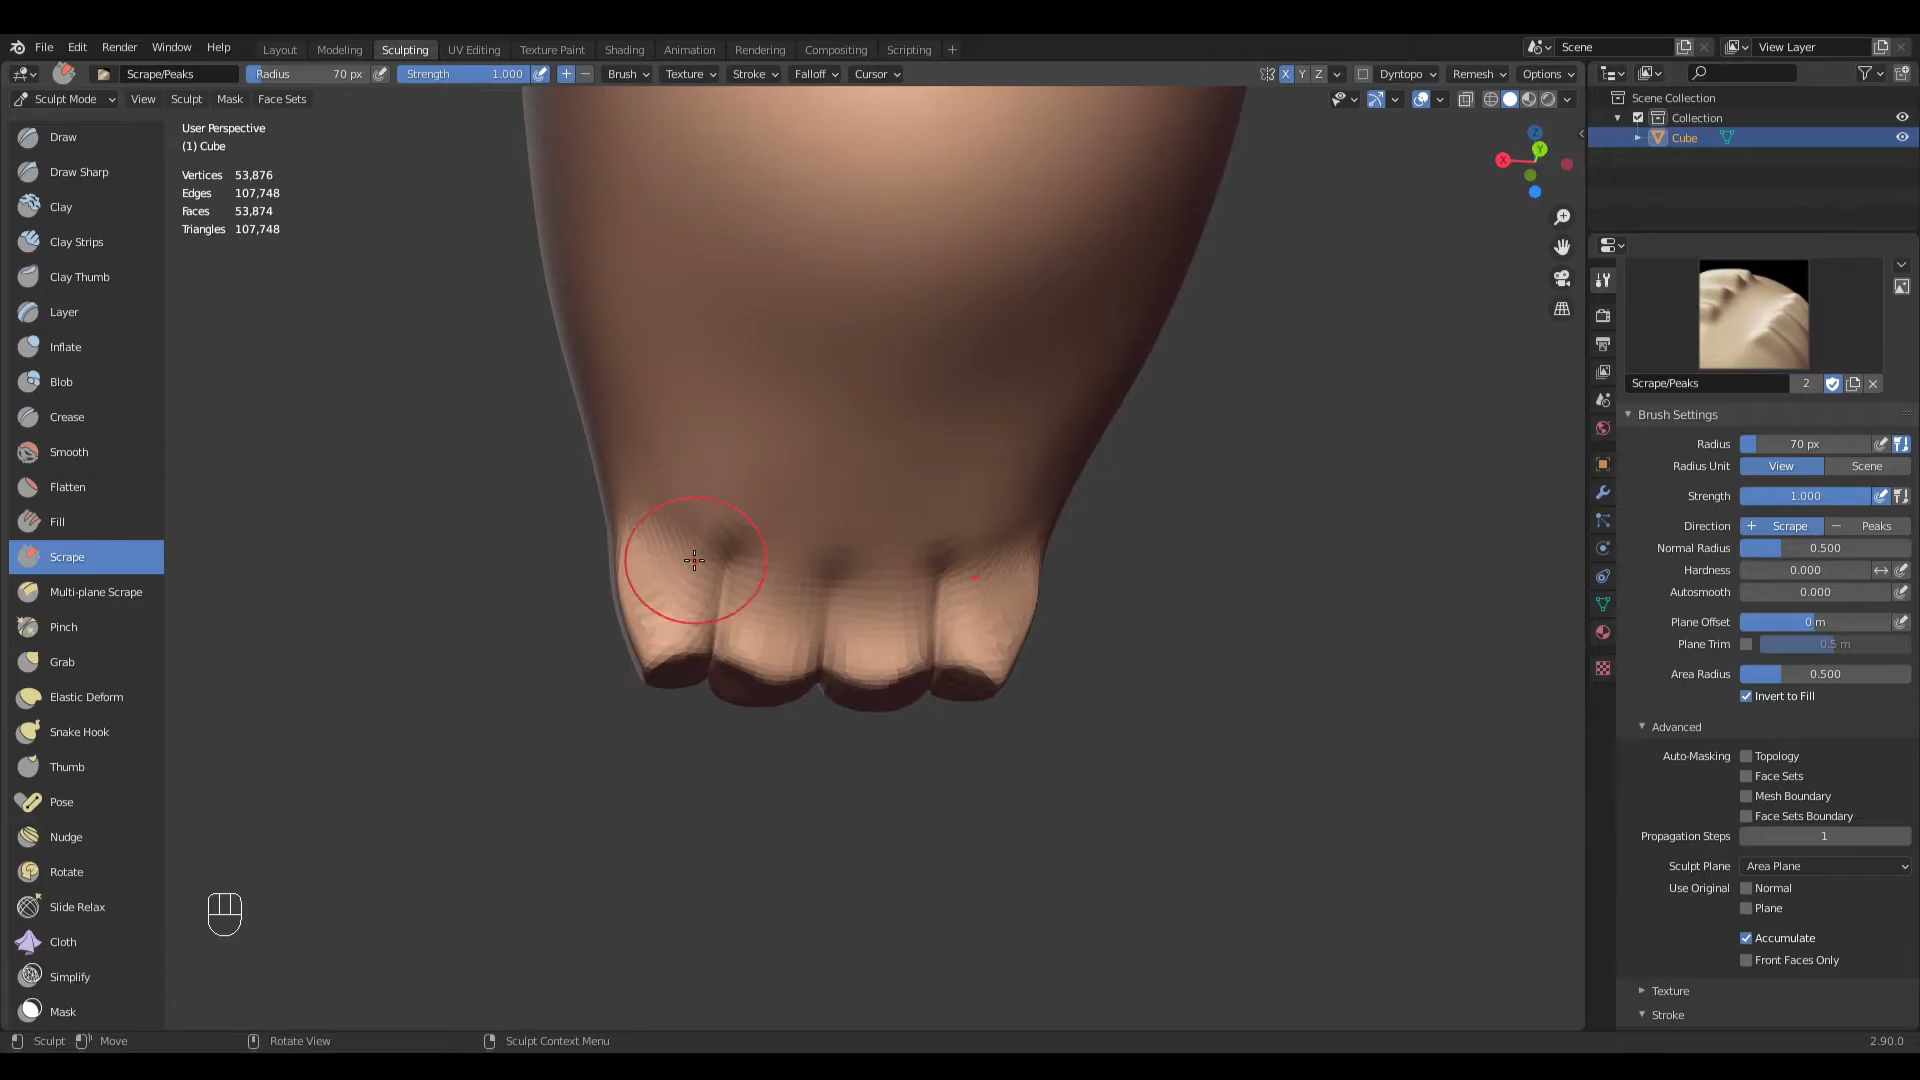 File Edit Render Window Help Layout Modeling Sculpting UV Editing Texture Paint Shading Animation Rendering Compositing Scripting + Scene View Layer
Scrape/Peaks Radius 70 px Strength 1.000 + − Brush Texture Stroke Falloff Cursor X Y Z Dyntopo Remesh Options
Sculpt Mode View Sculpt Mask Face Sets
User Perspective
(1) Cube
Vertices 53,876
Edges 107,748
Faces 53,874
Triangles 107,748
Draw
Draw Sharp
Clay
Clay Strips
Clay Thumb
Layer
Inflate
Blob
Crease
Smooth
Flatten
Fill
Scrape
Multi-plane Scrape
Pinch
Grab
Elastic Deform
Snake Hook
Thumb
Pose
Nudge
Rotate
Slide Relax
Cloth
Simplify
Mask
Z
Y
X
Scene Collection
Collection
Cube
Scrape/Peaks 2
Brush Settings
Radius 70 px
Radius Unit View Scene
Strength 1.000
Direction + Scrape − Peaks
Normal Radius 0.500
Hardness 0.000
Autosmooth 0.000
Plane Offset 0 m
Plane Trim 0.5 m
Area Radius 0.500
Invert to Fill
Advanced
Auto-Masking Topology
Face Sets
Mesh Boundary
Face Sets Boundary
Propagation Steps 1
Sculpt Plane Area Plane
Use Original Normal
Plane
Accumulate
Front Faces Only
Texture
Stroke
Sculpt Move Rotate View Sculpt Context Menu 2.90.0